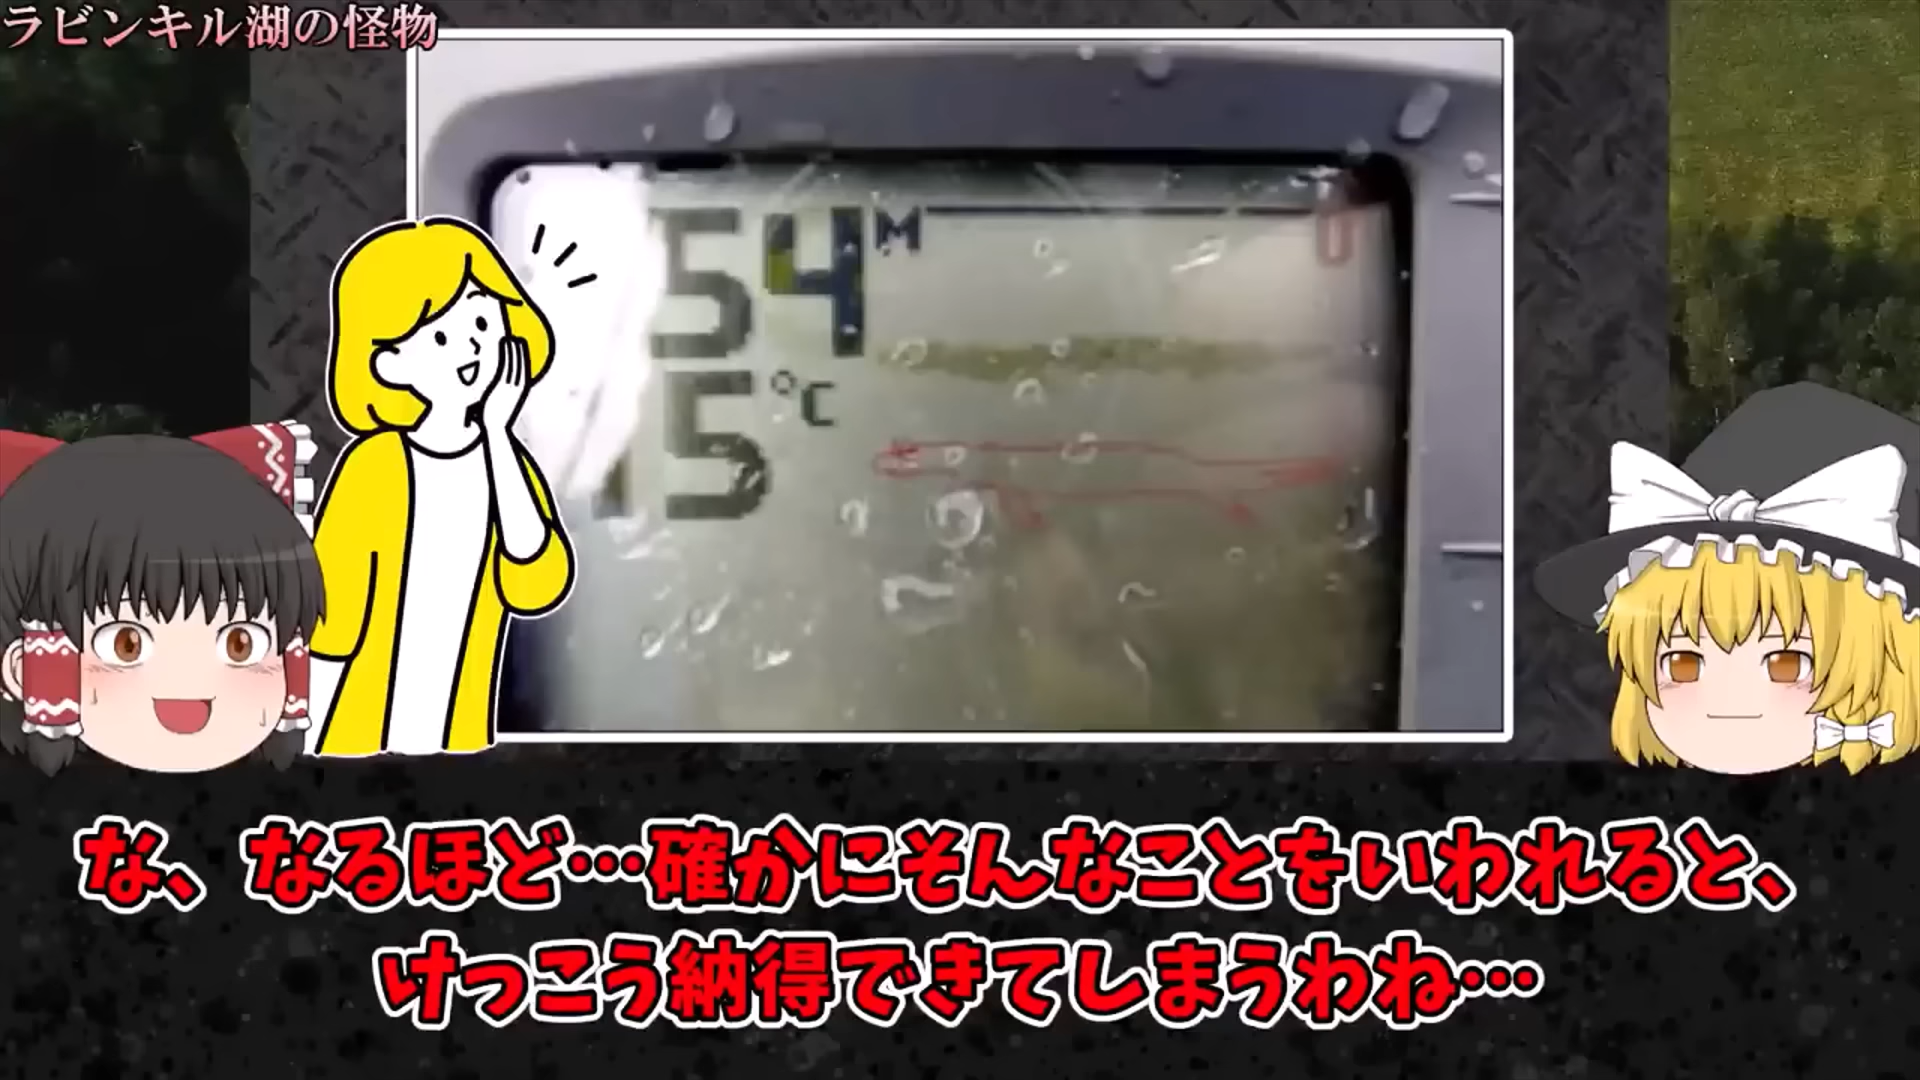 ラビンキル湖の怪物
54 M
0
15 °C
な、なるほど…確かにそんなことをいわれると、
けっこう納得できてしまうわね…